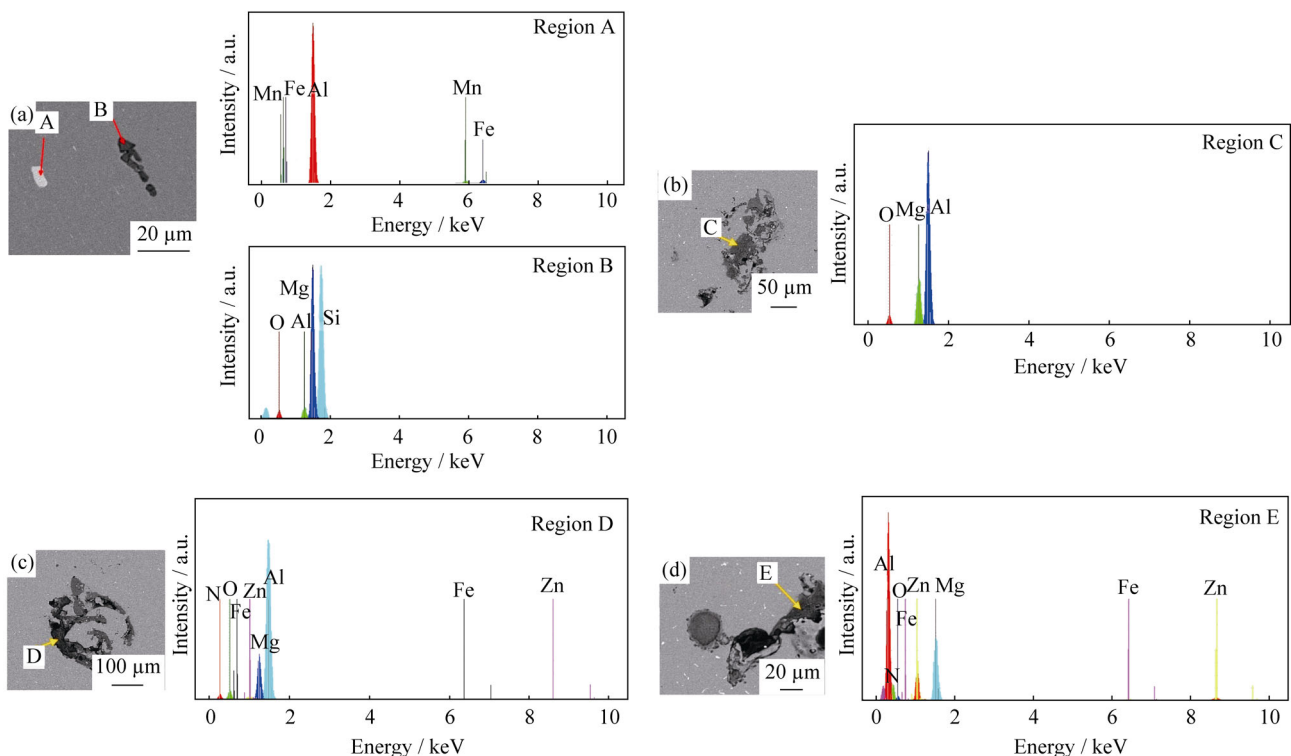 (a)
A
B
20 µm
Region A
Intensity / a.u.
Mn
Fe
Al
Mn
Fe
0 2 4 6 8 10
Energy / keV
Region B
Intensity / a.u.
O
Al
Mg
Si
0 2 4 6 8 10
Energy / keV
(b)
C
50 µm
Region C
Intensity / a.u.
O
Mg
Al
0 2 4 6 8 10
Energy / keV
(c)
D
100 µm
Region D
Intensity / a.u.
N
O
Fe
Zn
Al
Mg
Fe
Zn
0 2 4 6 8 10
Energy / keV
(d)
E
20 µm
Region E
Intensity / a.u.
Al
N
O
Fe
Zn
Mg
Fe
Zn
0 2 4 6 8 10
Energy / keV